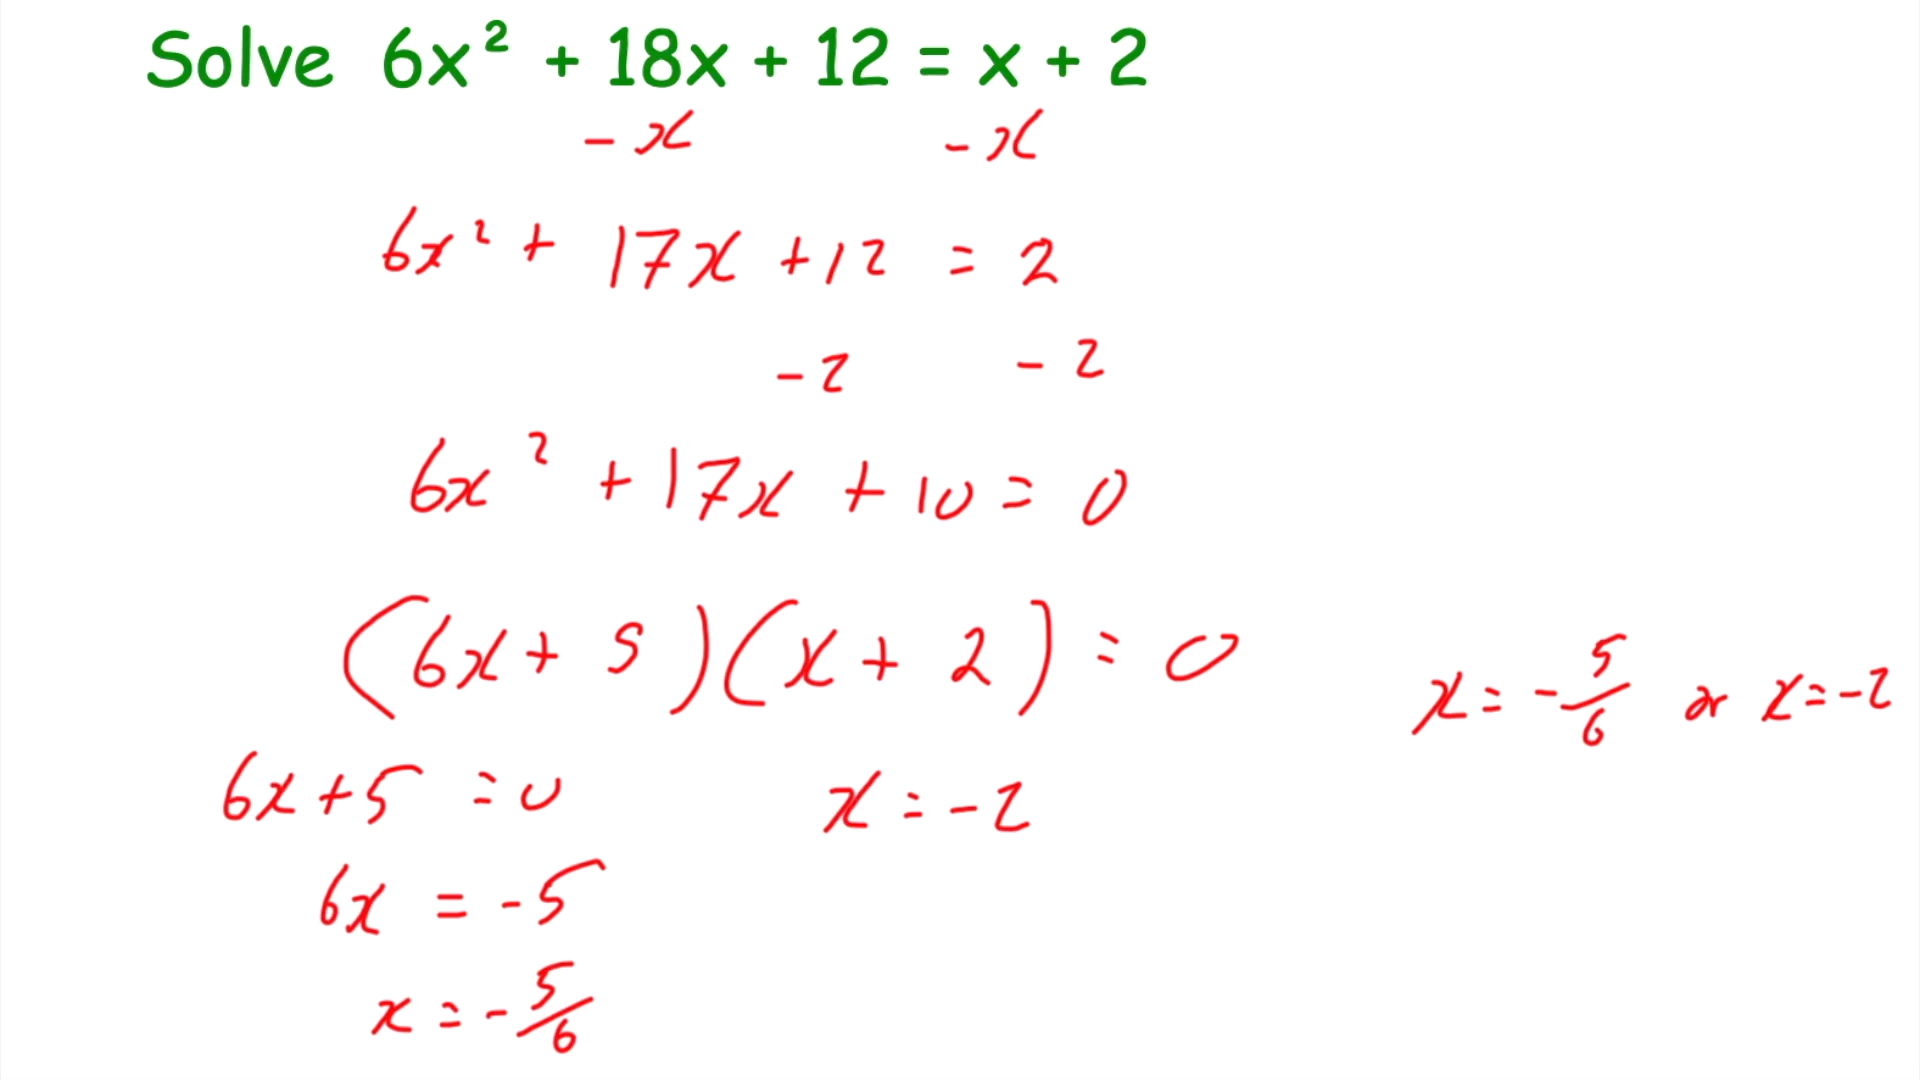 Solve 6x² + 18x + 12 = x + 2
- x - x
6x² + 17x + 12 = 2
- 2 - 2
6x² + 17x + 10 = 0
(6x + 5)(x + 2) = 0
x = -5/6 or x = -2
6x + 5 = 0 x = -2
6x = -5
x = -5/6